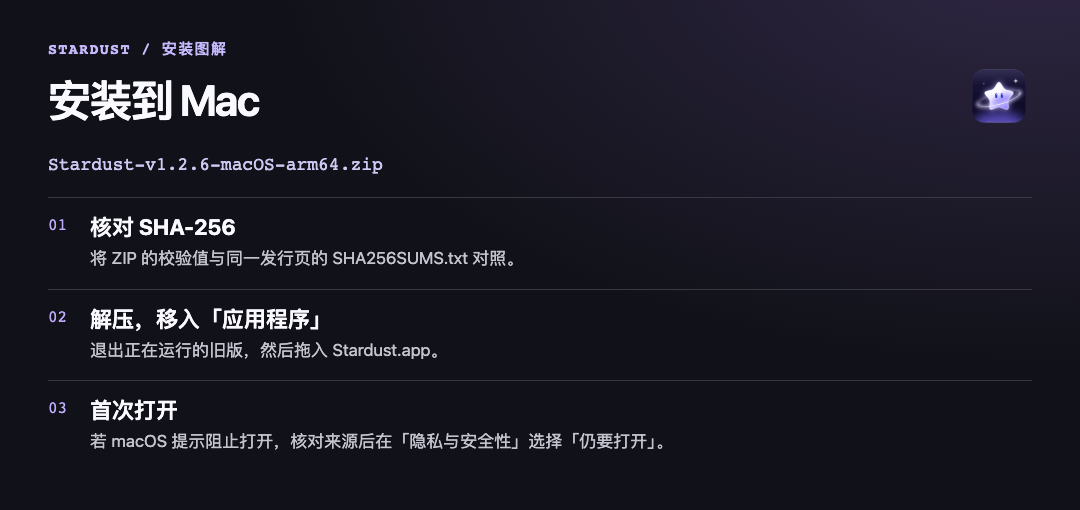 STARDUST / 安装图解
安装到 Mac
Stardust-v1.2.6-macOS-arm64.zip
01 核对 SHA-256
将 ZIP 的校验值与同一发行页的 SHA256SUMS.txt 对照。
02 解压，移入「应用程序」
退出正在运行的旧版，然后拖入 Stardust.app。
03 首次打开
若 macOS 提示阻止打开，核对来源后在「隐私与安全性」选择「仍要打开」。